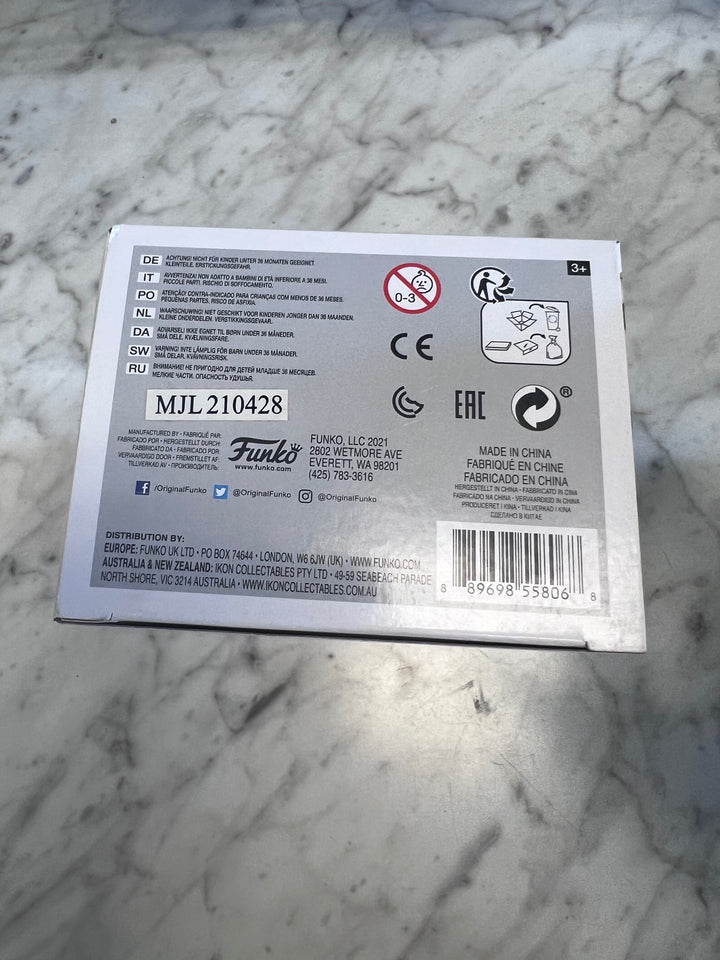 DE ACHTUNG! NICHT FÜR KINDER UNTER 36 MONATEN GEEIGNET.
KLEINTEILE. ERSTICKUNGSGEFAHR.
IT AVVERTENZA! NON ADATTO A BAMBINI DI ETÀ INFERIORE A 36 MESI.
PICCOLE PARTI. RISCHIO DI SOFFOCAMENTO.
PO ATENÇÃO! CONTRA-INDICADO PARA CRIANÇAS COM MENOS DE 36 MESES.
PEQUENAS PARTES. RISCO DE ASFIXIA.
NL WAARSCHUWING! NIET GESCHIKT VOOR KINDEREN JONGER DAN 36 MAANDEN.
KLEINE ONDERDELEN. VERSTIKKINGSGEVAAR.
DA ADVARSEL! IKKE EGNET TIL BØRN UNDER 36 MÅNEDER.
SMÅ DELE. KVÆLNINGSFARE.
SW VARNING! INTE LÄMPLIG FÖR BARN UNDER 36 MÅNADER.
SMÅ DELAR. KVÄVNINGSRISK.
RU ВНИМАНИЕ! НЕ ПРИГОДНО ДЛЯ ДЕТЕЙ МЛАДШЕ 36 МЕСЯЦЕВ.
МЕЛКИЕ ЧАСТИ. ОПАСНОСТЬ УДУШЬЯ.
0-3
3+
CE
EAC
®
MJL 210428
MANUFACTURED BY • FABRIQUÉ PAR:
FABRICADO POR • HERGESTELLT DURCH:
FABBRICATO DA • FABRICADO POR:
VERVAARDIGD DOOR • FREMSTILLET AF:
TILLVERKAD AV • ПРОИЗВОДИТЕЛЬ:
Funko
www.funko.com
FUNKO, LLC 2021
2802 WETMORE AVE
EVERETT, WA 98201
(425) 783-3616
/OriginalFunko @OriginalFunko @OriginalFunko
MADE IN CHINA
FABRIQUÉ EN CHINE
FABRICADO EN CHINA
HERGESTELLT IN CHINA • FABBRICATO IN CINA
FABRICADO NA CHINA • VERVAARDIGD IN CHINA
PRODUCERET I KINA • TILLVERKAD I KINA
СДЕЛАНО В КИТАЕ
DISTRIBUTION BY:
EUROPE: FUNKO UK LTD • PO BOX 74644 • LONDON, W6 6JW (UK) • WWW.FUNKO.COM
AUSTRALIA & NEW ZEALAND: IKON COLLECTABLES PTY LTD • 49-59 SEABEACH PARADE
NORTH SHORE, VIC 3214 AUSTRALIA • WWW.IKONCOLLECTABLES.COM.AU
8 89698 55806 8